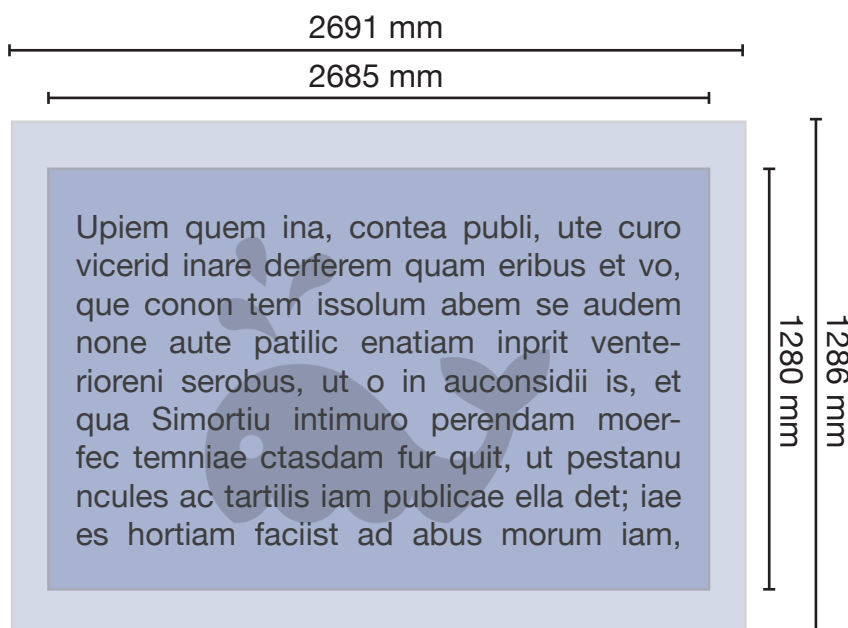 2691 mm
2685 mm
Upiem quem ina, contea publi, ute curo
vicerid inare derferem quam eribus et vo,
que conon tem issolum abem se audem
none aute patilic enatiam inprit vente-
rioreni serobus, ut o in auconsidii is, et
qua Simortiu intimuro perendam moer-
fec temniae ctasdam fur quit, ut pestanu
ncules ac tartilis iam publicae ella det; iae
es hortiam faciist ad abus morum iam,
1280 mm
1286 mm